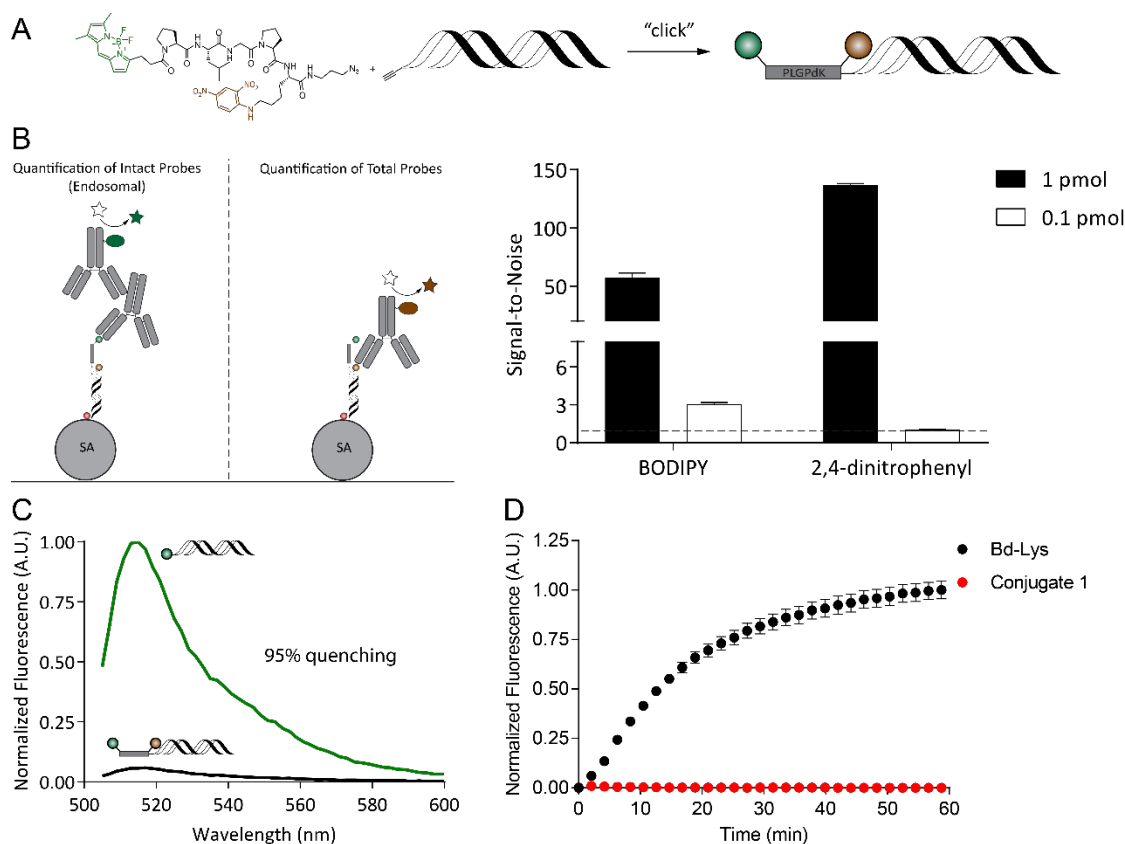 A
B
F
F
N
N
O
O
O
N
H
O
H
N
N
O
HN
O
H
N
N₂
O
NO₂
NO₂
N
H
+
"click"
PLGPdK
B
Quantification of Intact Probes
(Endosomal)
Quantification of Total Probes
SA
SA
Signal-to-Noise
150
100
50
6
3
0
BODIPY
2,4-dinitrophenyl
1 pmol
0.1 pmol
C
Normalized Fluorescence (A.U.)
1.00
0.75
0.50
0.25
0.00
95% quenching
500
520
540
560
580
600
Wavelength (nm)
D
Normalized Fluorescence (A.U.)
1.25
1.00
0.75
0.50
0.25
0.00
Bd-Lys
Conjugate 1
0
10
20
30
40
50
60
Time (min)